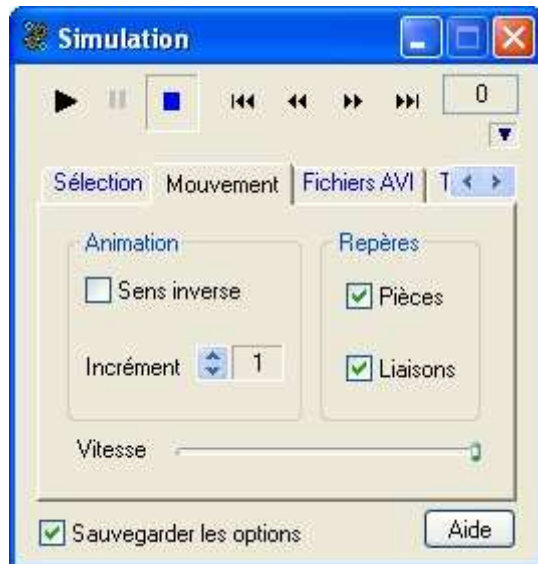 Simulation
0
Sélection Mouvement Fichiers AVI T
Animation Repères
Sens inverse Pièces
Incrément 1 Liaisons
Vitesse
Sauvegarder les options Aide